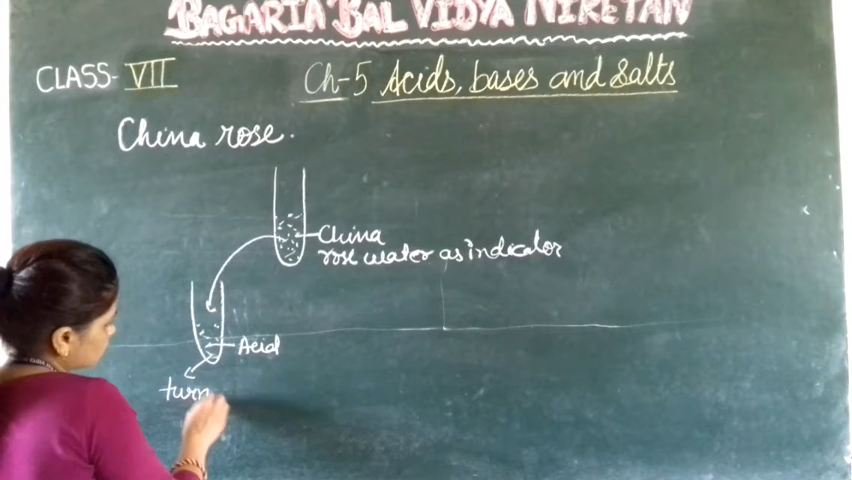 BAGARIA BAL VIDYA NIKETAN
CLASS- VII
Ch-5 Acids, bases and salts
China rose.
China
rose water as indicator
Acid
turn